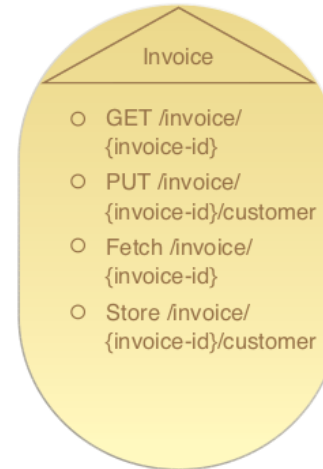 Invoice
GET /invoice/
{invoice-id}
PUT /invoice/
{invoice-id}/customer
Fetch /invoice/
{invoice-id}
Store /invoice/
{invoice-id}/customer